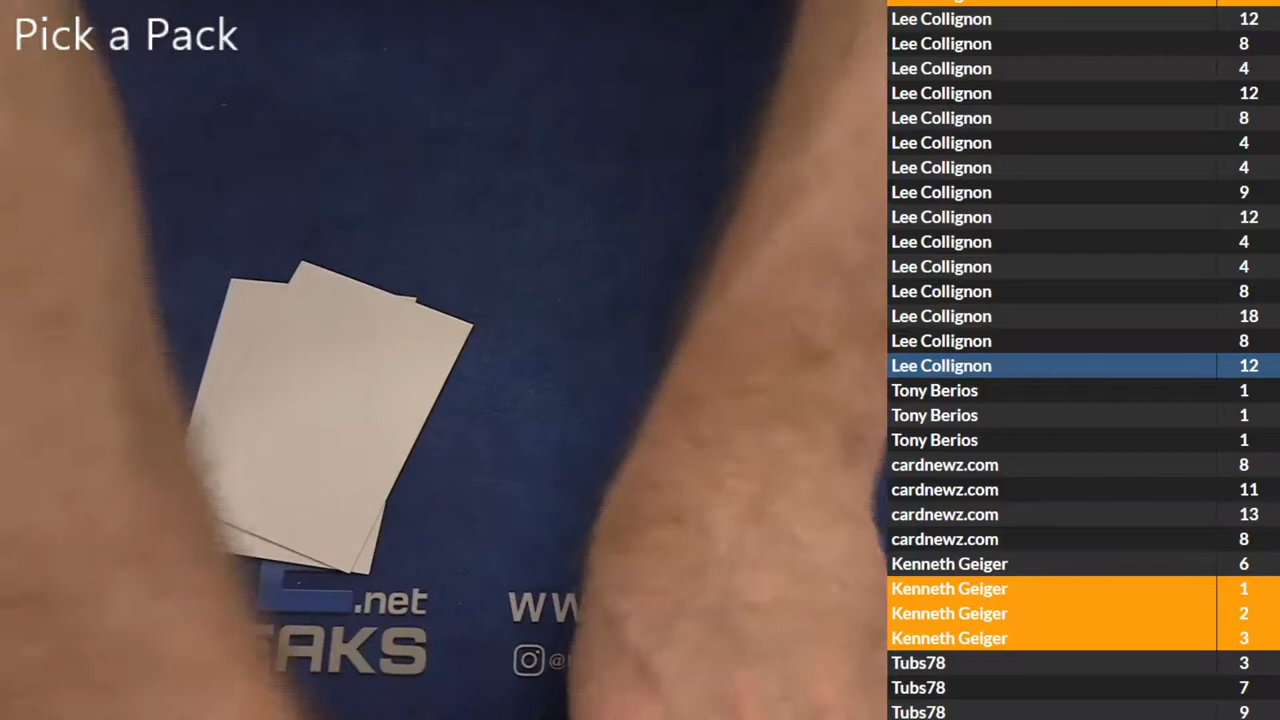 Pick a Pack
Lee Collignon 12
Lee Collignon 8
Lee Collignon 4
Lee Collignon 12
Lee Collignon 8
Lee Collignon 4
Lee Collignon 4
Lee Collignon 9
Lee Collignon 12
Lee Collignon 4
Lee Collignon 4
Lee Collignon 8
Lee Collignon 18
Lee Collignon 8
Lee Collignon 12
Tony Berios 1
Tony Berios 1
Tony Berios 1
cardnewz.com 8
cardnewz.com 11
cardnewz.com 13
cardnewz.com 8
Kenneth Geiger 6
Kenneth Geiger 1
Kenneth Geiger 2
Kenneth Geiger 3
Tubs78 3
Tubs78 7
Tubs78 9
.net
AKS
WW
@